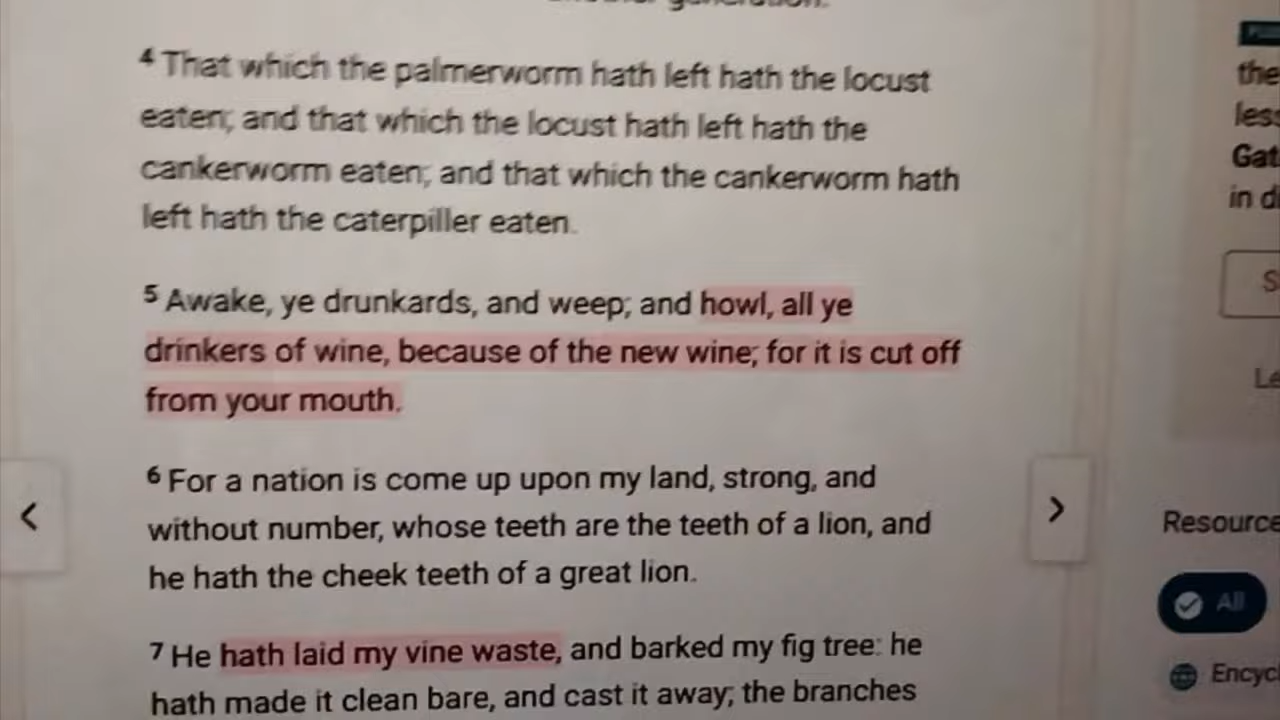 4 That which the palmerworm hath left hath the locust
eaten; and that which the locust hath left hath the
cankerworm eaten; and that which the cankerworm hath
left hath the caterpiller eaten.
5 Awake, ye drunkards, and weep; and howl, all ye
drinkers of wine, because of the new wine; for it is cut off
from your mouth.
6 For a nation is come up upon my land, strong, and
without number, whose teeth are the teeth of a lion, and
he hath the cheek teeth of a great lion.
7 He hath laid my vine waste, and barked my fig tree: he
hath made it clean bare, and cast it away; the branches
the
less
Gat
in d
S
Le
Resource
All
Encycl